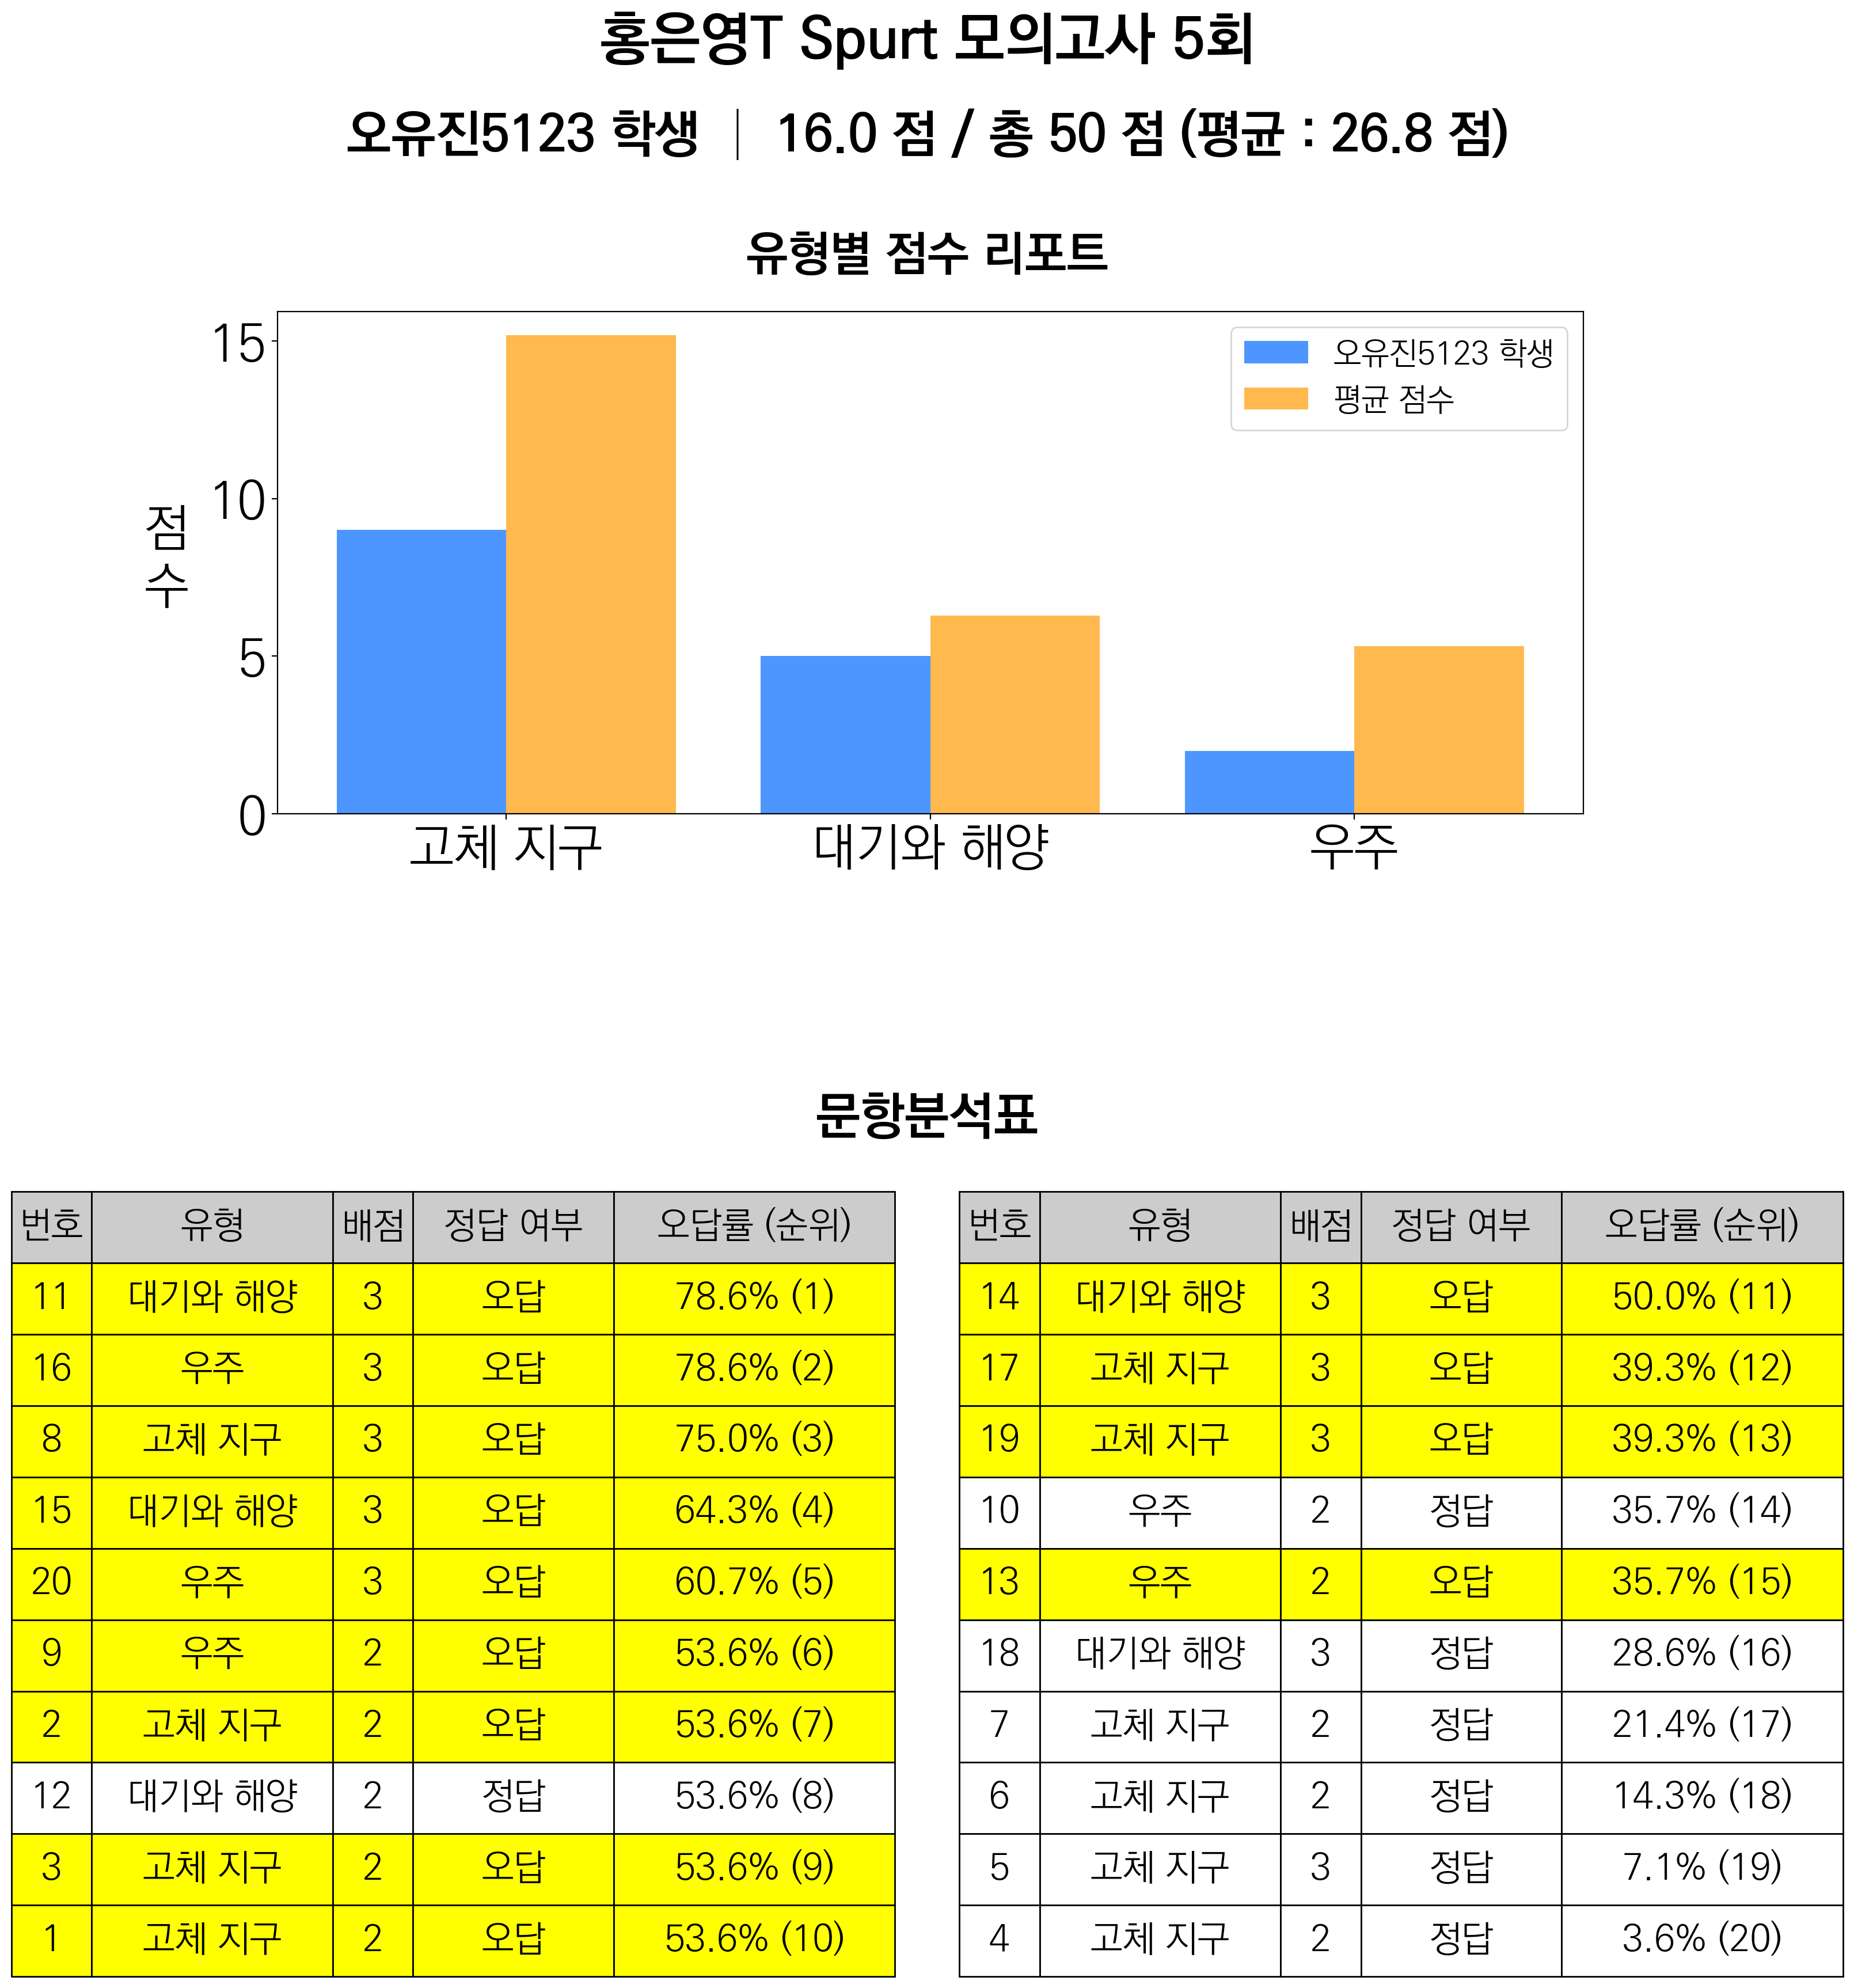 홍은영T Spurt 모의고사 5회
오유진5123 학생 | 16.0 점 / 총 50 점 (평균 : 26.8 점)
유형별 점수 리포트
오유진5123 학생
평균 점수
15
10
5
0
점
수
고체 지구 대기와 해양 우주
문항분석표
번호 유형 배점 정답 여부 오답률 (순위)
11 대기와 해양 3 오답 78.6% (1)
16 우주 3 오답 78.6% (2)
8 고체 지구 3 오답 75.0% (3)
15 대기와 해양 3 오답 64.3% (4)
20 우주 3 오답 60.7% (5)
9 우주 2 오답 53.6% (6)
2 고체 지구 2 오답 53.6% (7)
12 대기와 해양 2 정답 53.6% (8)
3 고체 지구 2 오답 53.6% (9)
1 고체 지구 2 오답 53.6% (10)
번호 유형 배점 정답 여부 오답률 (순위)
14 대기와 해양 3 오답 50.0% (11)
17 고체 지구 3 오답 39.3% (12)
19 고체 지구 3 오답 39.3% (13)
10 우주 2 정답 35.7% (14)
13 우주 2 오답 35.7% (15)
18 대기와 해양 3 정답 28.6% (16)
7 고체 지구 2 정답 21.4% (17)
6 고체 지구 2 정답 14.3% (18)
5 고체 지구 3 정답 7.1% (19)
4 고체 지구 2 정답 3.6% (20)